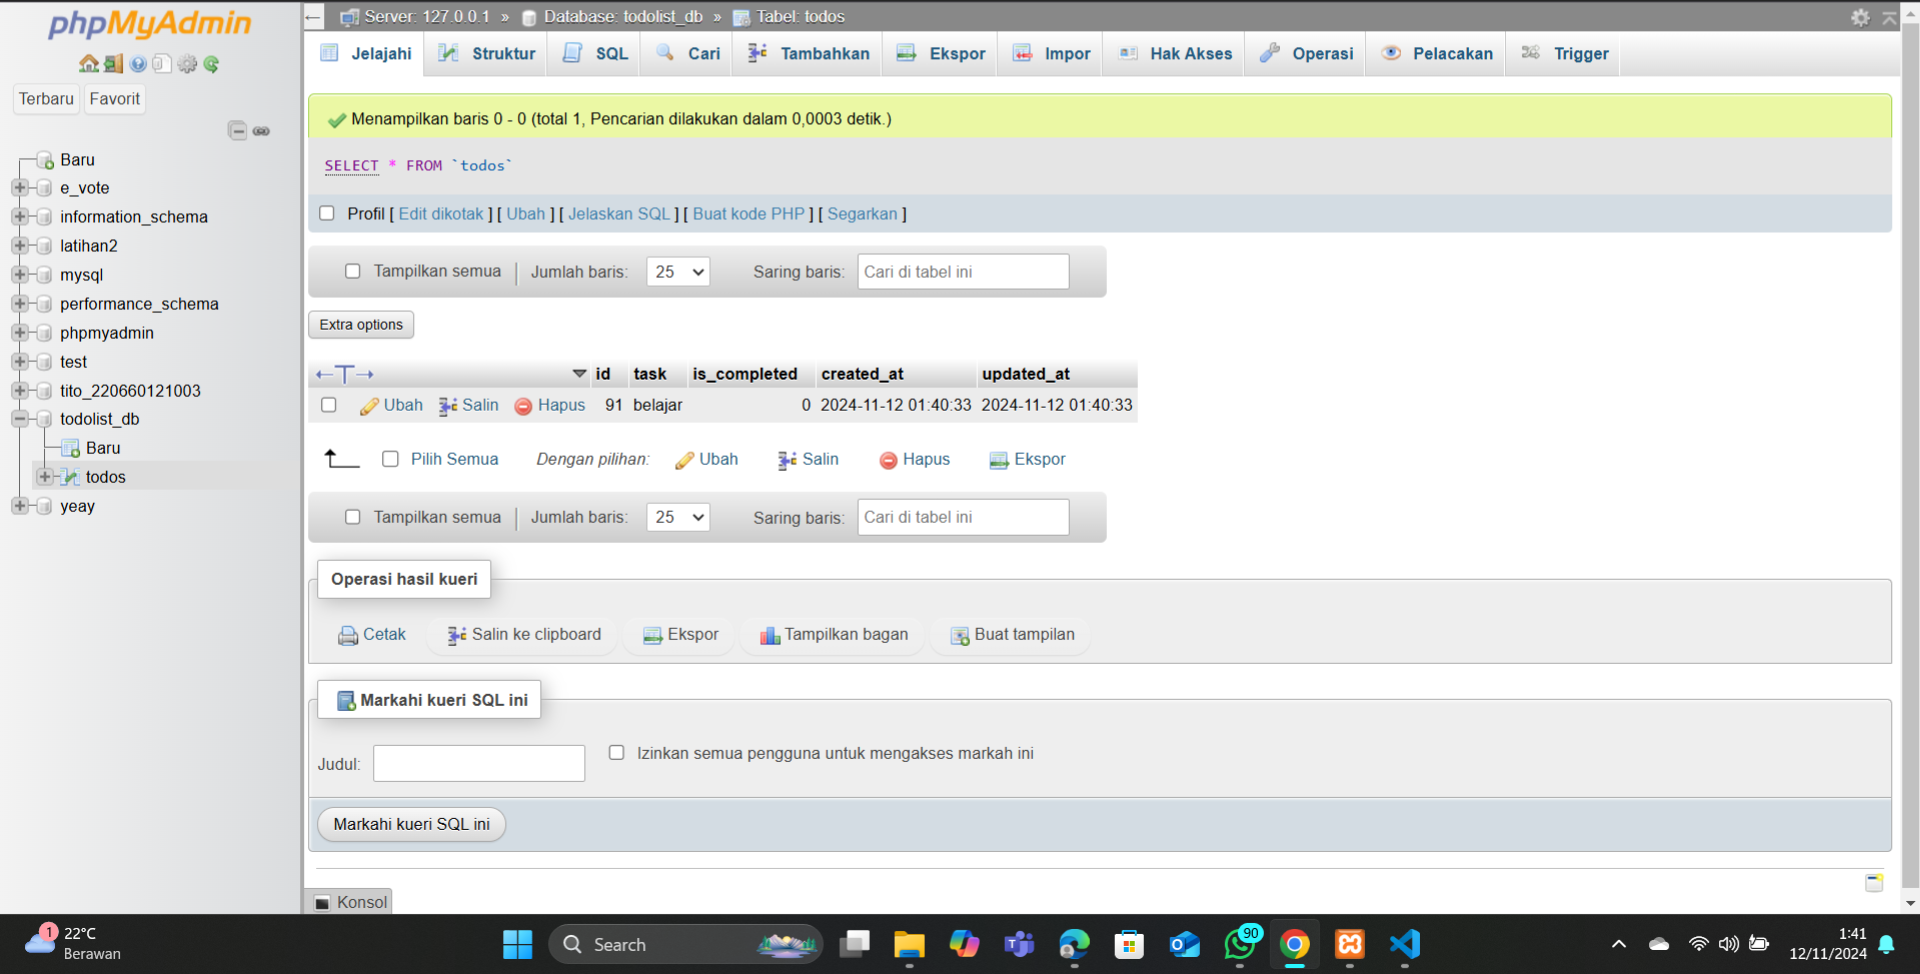 phpMyAdmin
Terbaru Favorit
Baru
e_vote
information_schema
latihan2
mysql
performance_schema
phpmyadmin
test
tito_220660121003
todolist_db
Baru
todos
yeay
Server: 127.0.0.1 » Database: todolist_db » Tabel: todos
Jelajahi Struktur SQL Cari Tambahkan Ekspor Impor Hak Akses Operasi Pelacakan Trigger
Menampilkan baris 0 - 0 (total 1, Pencarian dilakukan dalam 0,0003 detik.)
SELECT * FROM `todos`
Profil [ Edit dikotak ] [ Ubah ] [ Jelaskan SQL ] [ Buat kode PHP ] [ Segarkan ]
Tampilkan semua Jumlah baris: 25 Saring baris: Cari di tabel ini
Extra options
id task is_completed created_at updated_at
Ubah Salin Hapus 91 belajar 0 2024-11-12 01:40:33 2024-11-12 01:40:33
Pilih Semua Dengan pilihan: Ubah Salin Hapus Ekspor
Tampilkan semua Jumlah baris: 25 Saring baris: Cari di tabel ini
Operasi hasil kueri
Cetak Salin ke clipboard Ekspor Tampilkan bagan Buat tampilan
Markahi kueri SQL ini
Judul: Izinkan semua pengguna untuk mengakses markah ini
Markahi kueri SQL ini
Konsol
1 22°C
Berawan
Search
90
1:41
12/11/2024